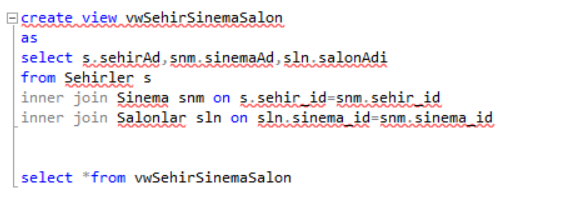 create view vwSehirSinemaSalon
as
select s.sehirAd,snm.sinemaAd,sln.salonAdi
from Sehirler s
inner join Sinema snm on s.sehir_id=snm.sehir_id
inner join Salonlar sln on sln.sinema_id=snm.sinema_id
select *from vwSehirSinemaSalon